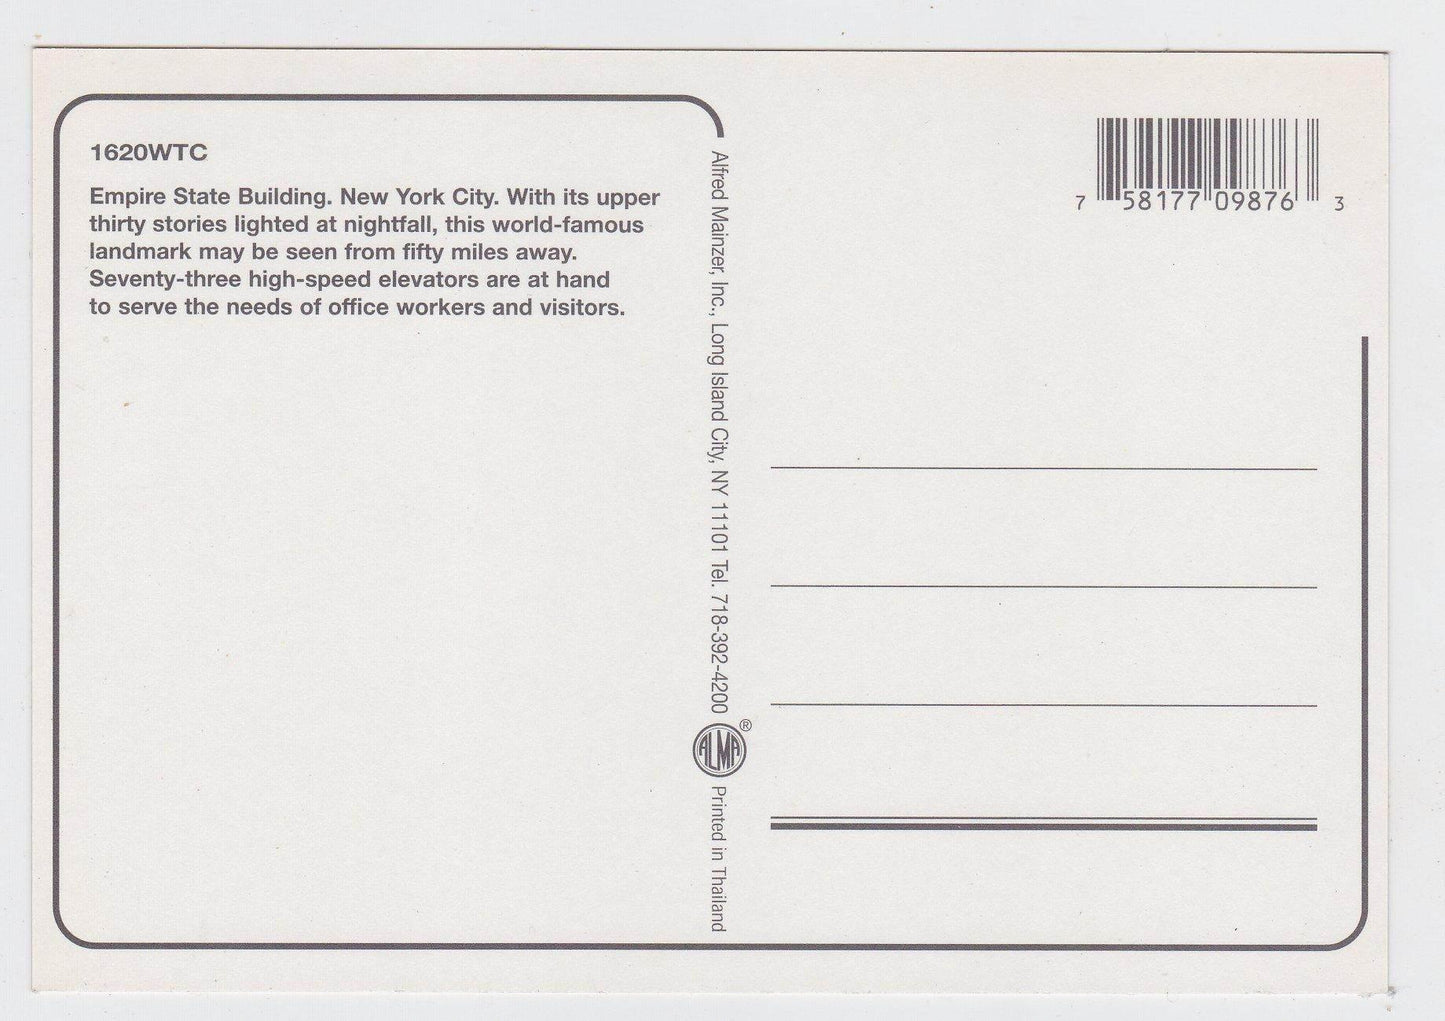 1620WTC
Empire State Building. New York City. With its upper
thirty stories lighted at nightfall, this world-famous
landmark may be seen from fifty miles away.
Seventy-three high-speed elevators are at hand
to serve the needs of office workers and visitors.
Alfred Mainzer, Inc., Long Island City, NY 11101 Tel. 718-392-4200
ALMA ®
Printed in Thailand
7 58177 09876 3